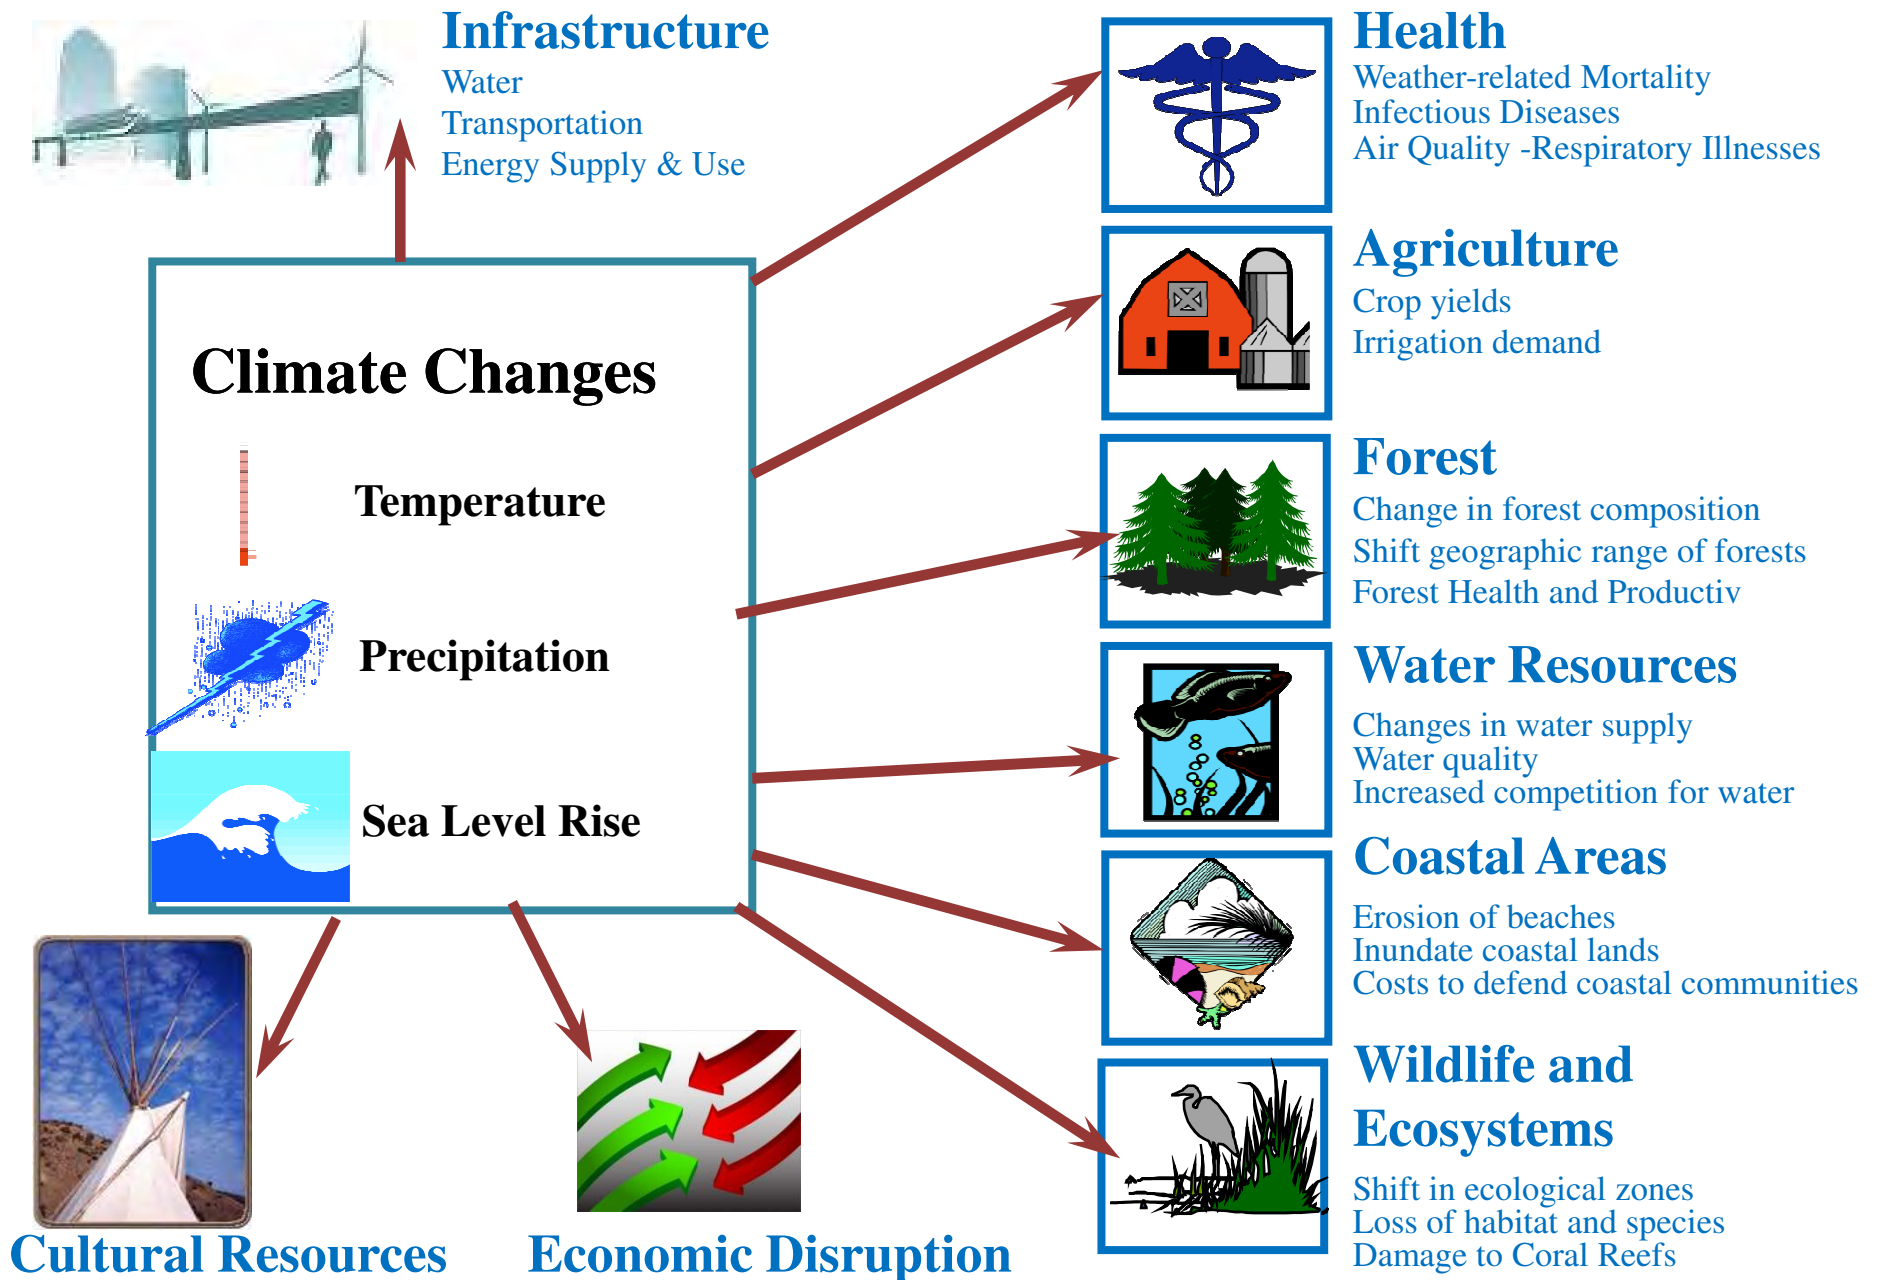 Infrastructure
Water
Transportation
Energy Supply & Use
Climate Changes
Temperature
Precipitation
Sea Level Rise
Cultural Resources
Economic Disruption
Health
Weather-related Mortality
Infectious Diseases
Air Quality -Respiratory Illnesses
Agriculture
Crop yields
Irrigation demand
Forest
Change in forest composition
Shift geographic range of forests
Forest Health and Productiv
Water Resources
Changes in water supply
Water quality
Increased competition for water
Coastal Areas
Erosion of beaches
Inundate coastal lands
Costs to defend coastal communities
Wildlife and
Ecosystems
Shift in ecological zones
Loss of habitat and species
Damage to Coral Reefs